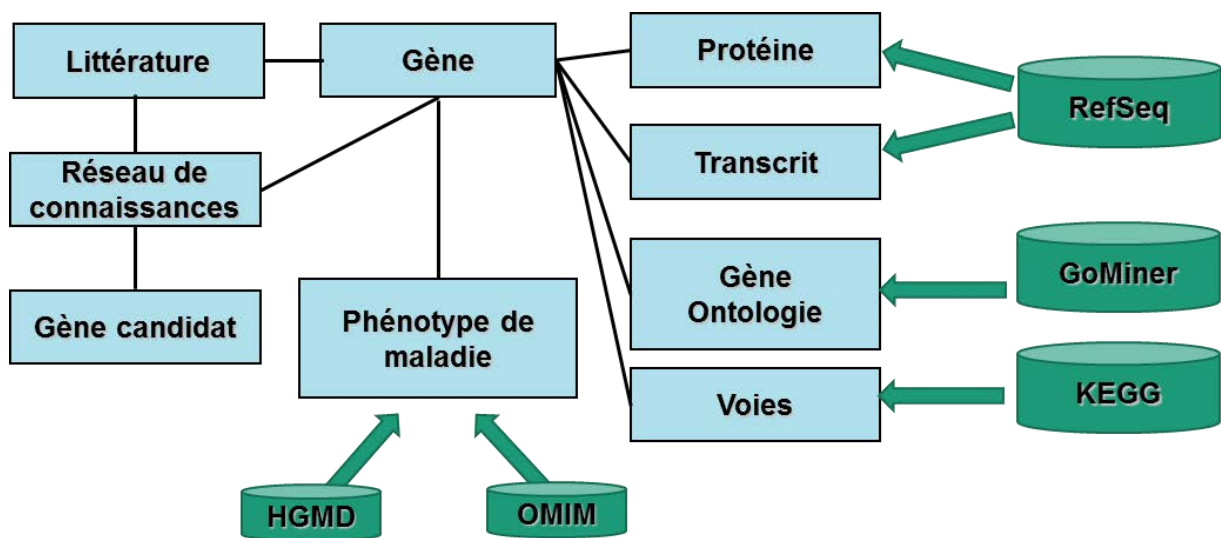 Littérature
Gène
Protéine
RefSeq
Transcrit
Réseau de
connaissances
Gène
Ontologie
GoMiner
Gène candidat
Phénotype de
maladie
Voies
KEGG
HGMD
OMIM